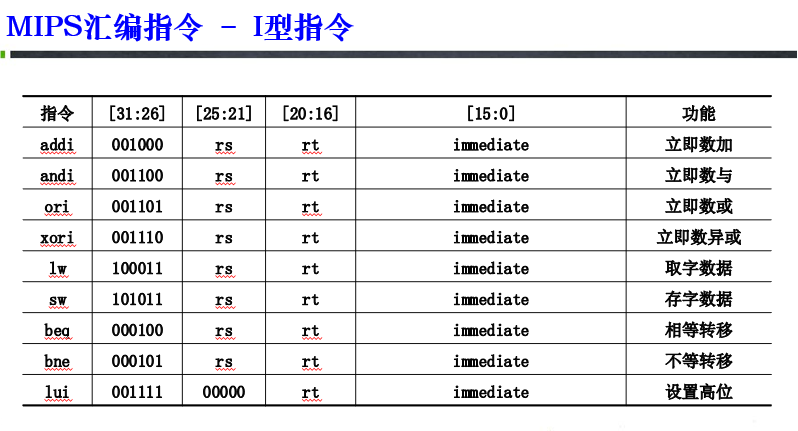 MIPS汇编指令 - I型指令
指令 [31:26] [25:21] [20:16] [15:0] 功能
addi 001000 rs rt immediate 立即数加
andi 001100 rs rt immediate 立即数与
ori 001101 rs rt immediate 立即数或
xori 001110 rs rt immediate 立即数异或
lw 100011 rs rt immediate 取字数据
sw 101011 rs rt immediate 存字数据
beq 000100 rs rt immediate 相等转移
bne 000101 rs rt immediate 不等转移
lui 001111 00000 rt immediate 设置高位